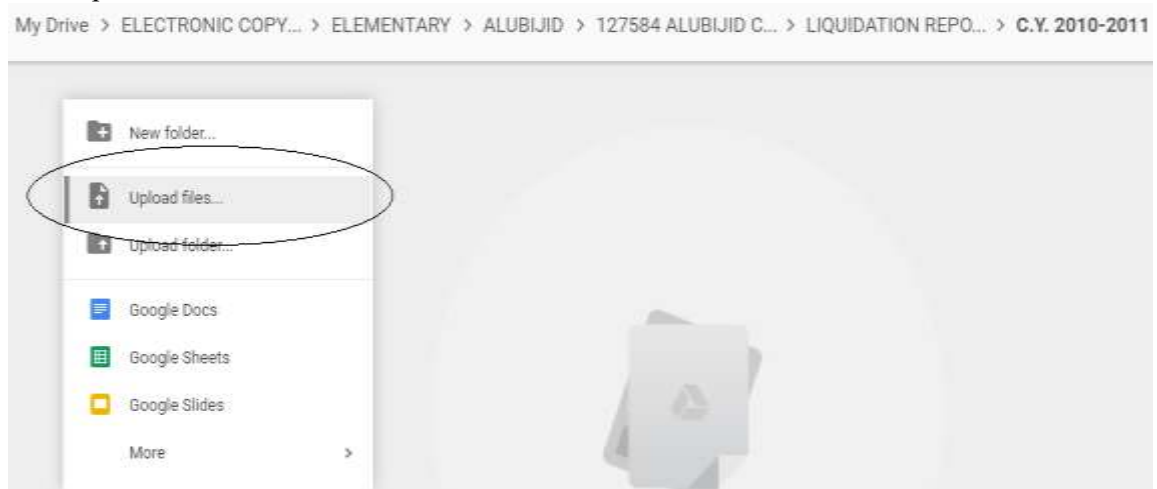 My Drive > ELECTRONIC COPY... > ELEMENTARY > ALUBIJID > 127584 ALUBIJID C... > LIQUIDATION REPO... > C.Y. 2010-2011
New folder...
Upload files...
Upload folder...
Google Docs
Google Sheets
Google Slides
More >